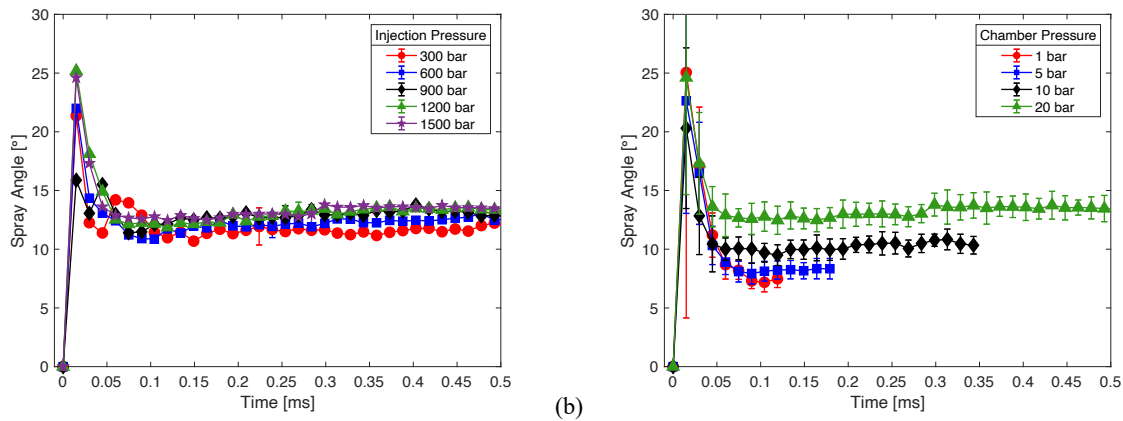 Spray Angle [°]
30
25
20
15
10
5
0
Injection Pressure
300 bar
600 bar
900 bar
1200 bar
1500 bar
0 0.05 0.1 0.15 0.2 0.25 0.3 0.35 0.4 0.45 0.5
Time [ms]
(b)
Spray Angle [°]
30
25
20
15
10
5
0
Chamber Pressure
1 bar
5 bar
10 bar
20 bar
0 0.05 0.1 0.15 0.2 0.25 0.3 0.35 0.4 0.45 0.5
Time [ms]